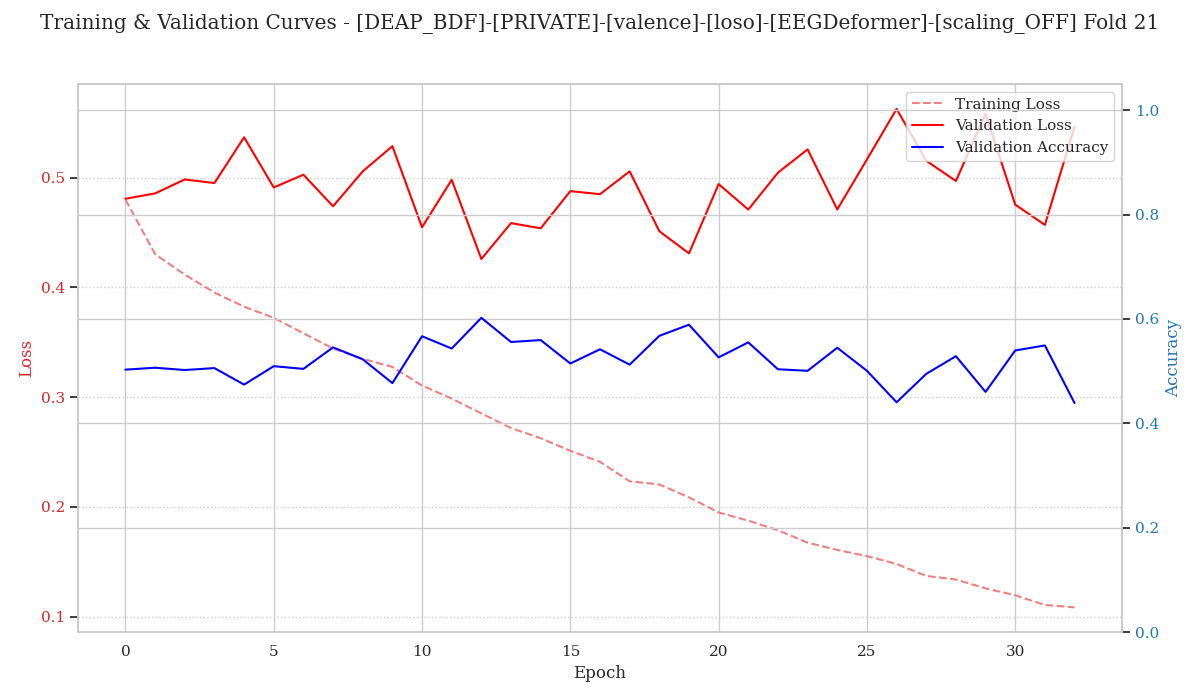 Training & Validation Curves - [DEAP_BDF]-[PRIVATE]-[valence]-[loso]-[EEGDeformer]-[scaling_OFF] Fold 21
Training Loss
Validation Loss
Validation Accuracy
0.5
0.4
0.3
0.2
0.1
Loss
1.0
0.8
0.6
0.4
0.2
0.0
Accuracy
0
5
10
15
20
25
30
Epoch